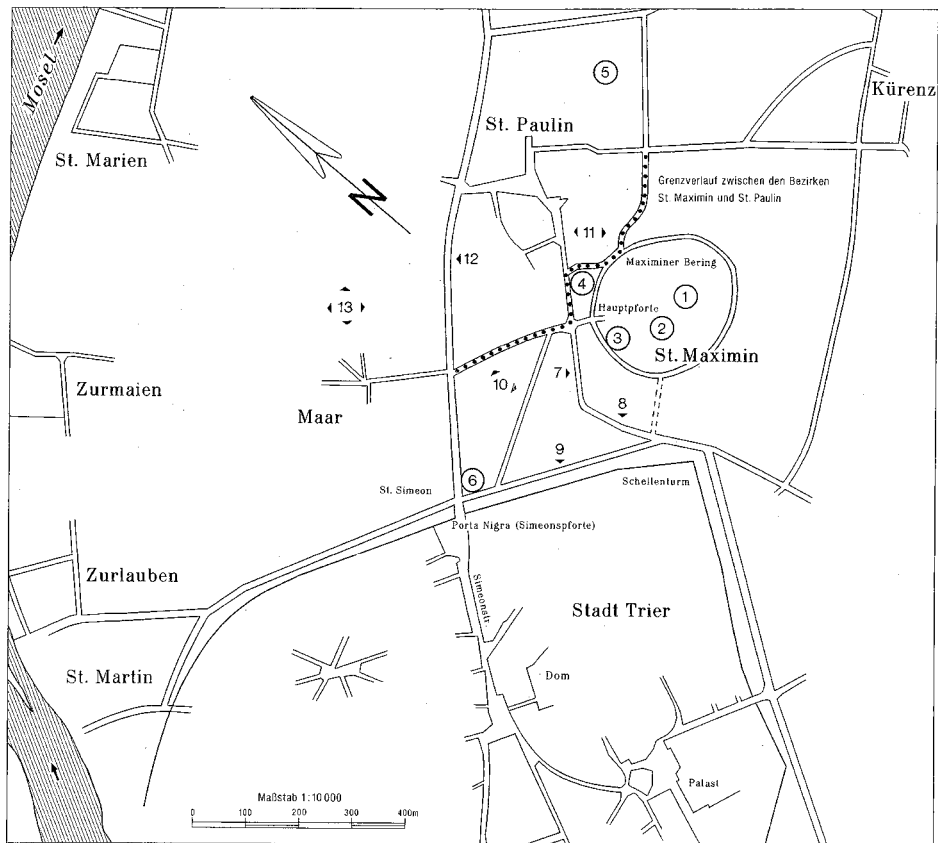 Mosel
St. Marien
N
St. Paulin
5
Kürenz
Grenzverlauf zwischen den Bezirken
St. Maximin und St. Paulin
11
12
13
Maximiner Bering
4
1
Hauptpforte
2
3
St. Maximin
Zurmaien
Maar
10
7
8
9
6
St. Simeon
Schellenturm
Porta Nigra (Simeonspforte)
Zurlauben
Simeonstr.
Stadt Trier
St. Martin
Dom
Palast
Maßstab 1:10 000
0 100 200 300 400m